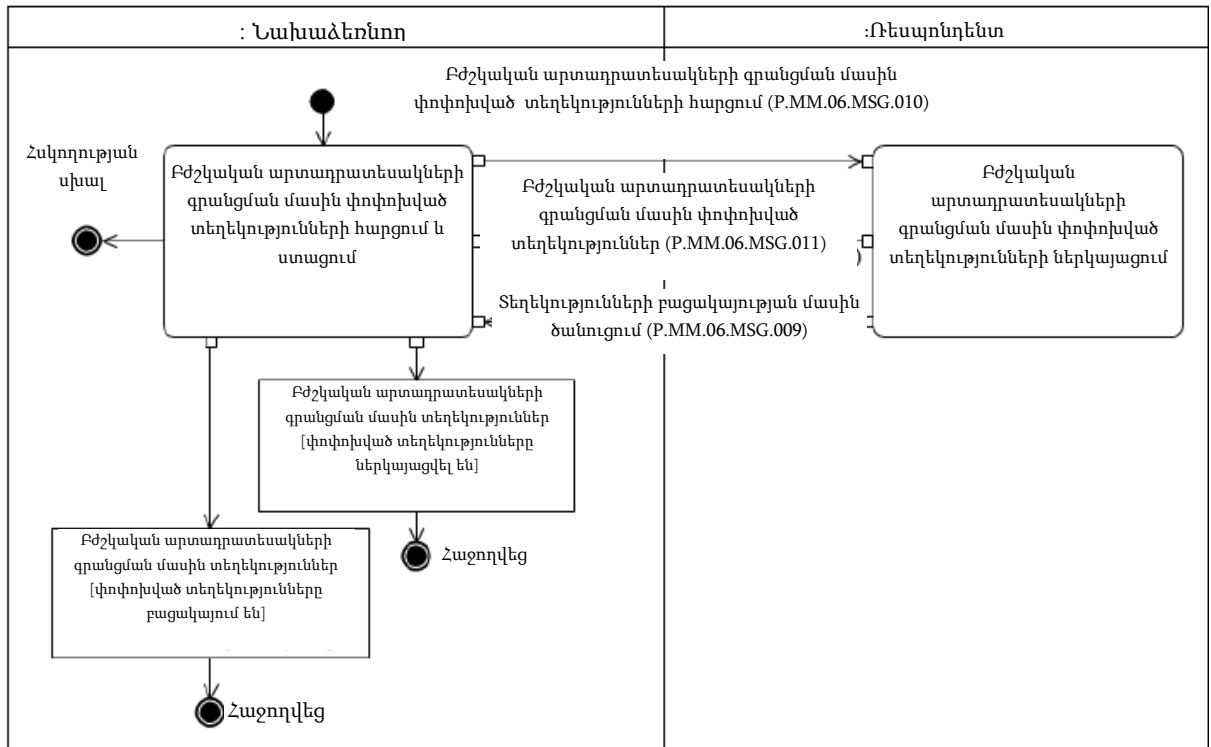 : Նախաձեռնող
:Ռեսպոնդենտ
Բժշկական արտադրատեսակների գրանցման մասին
փոփոխված տեղեկությունների հարցում (P.MM.06.MSG.010)
Հսկողության
սխալ
Բժշկական արտադրատեսակների
գրանցման մասին փոփոխված
տեղեկությունների հարցում և
ստացում
Բժշկական արտադրատեսակների
գրանցման մասին փոփոխված
տեղեկություններ (P.MM.06.MSG.011)
Բժշկական
արտադրատեսակների
գրանցման մասին փոփոխված
տեղեկությունների ներկայացում
Տեղեկությունների բացակայության մասին
ծանուցում (P.MM.06.MSG.009)
Բժշկական արտադրատեսակների
գրանցման մասին տեղեկություններ
[փոփոխված տեղեկությունները
ներկայացվել են]
Հաջողվեց
Բժշկական արտադրատեսակների
գրանցման մասին տեղեկություններ
[փոփոխված տեղեկությունները
բացակայում են]
Հաջողվեց